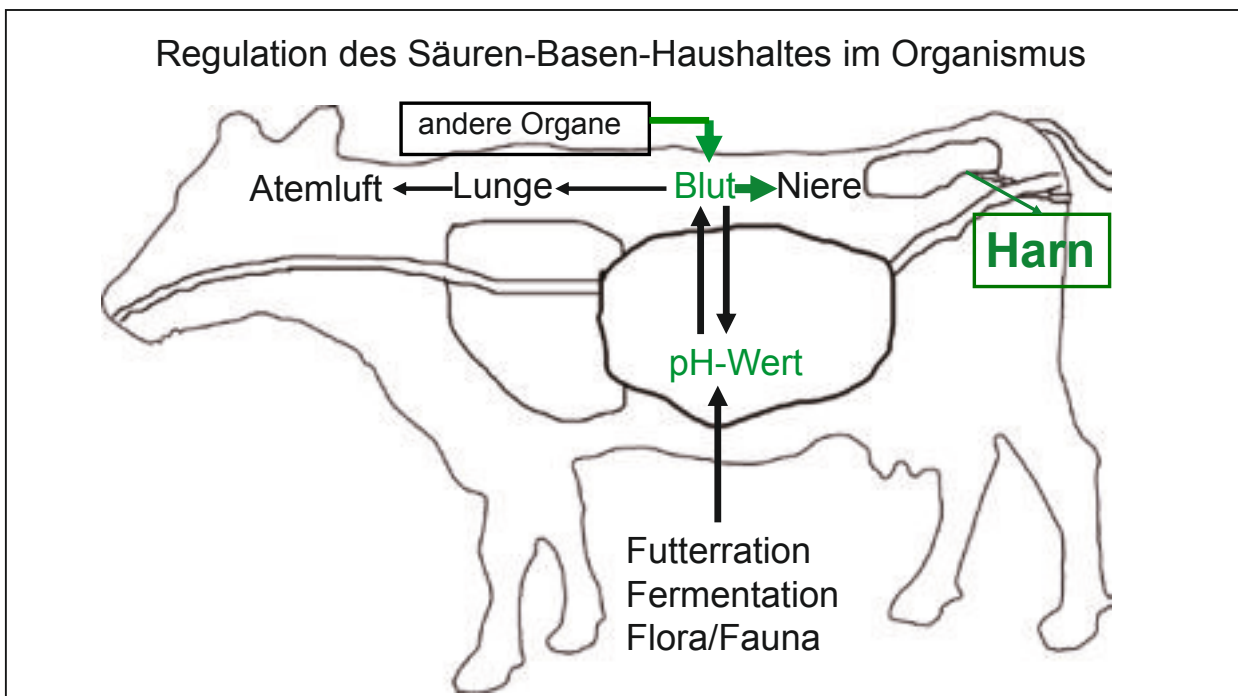 Regulation des Säuren-Basen-Haushaltes im Organismus
andere Organe
Atemluft Lunge Blut Niere
Harn
pH-Wert
Futterration
Fermentation
Flora/Fauna